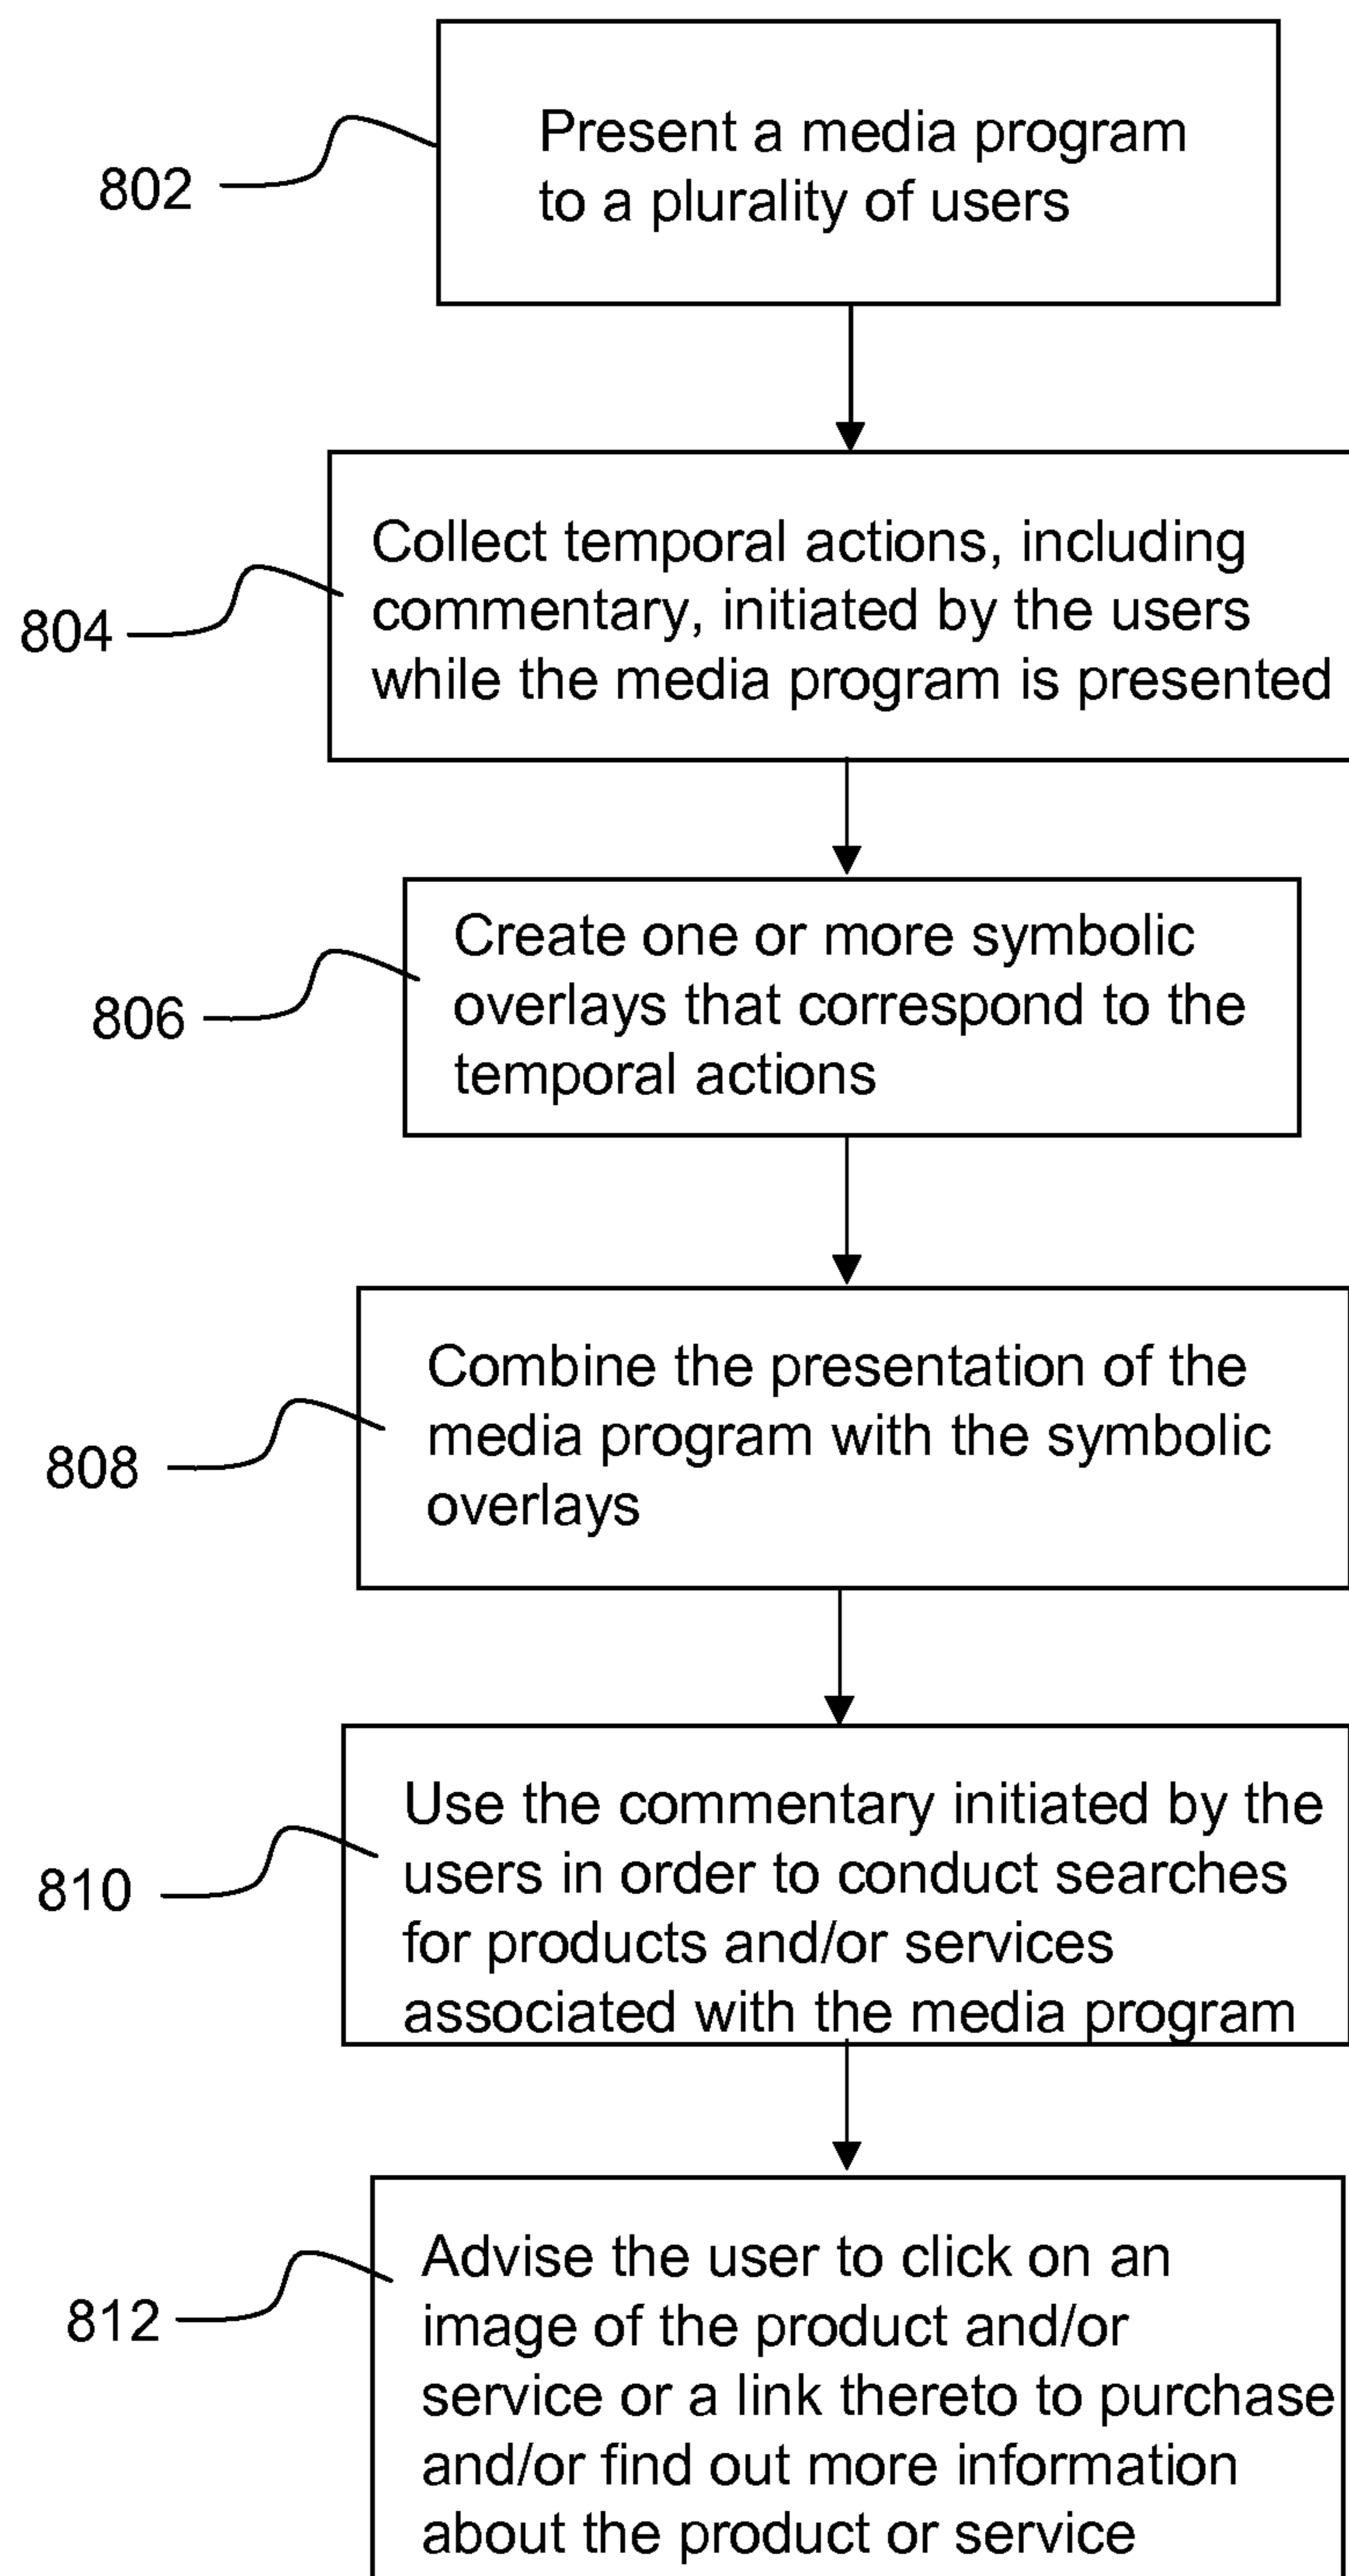 802
Present a media program
to a plurality of users
804
Collect temporal actions, including
commentary, initiated by the users
while the media program is presented
806
Create one or more symbolic
overlays that correspond to the
temporal actions
808
Combine the presentation of the
media program with the symbolic
overlays
810
Use the commentary initiated by the
users in order to conduct searches
for products and/or services
associated with the media program
812
Advise the user to click on an
image of the product and/or
service or a link thereto to purchase
and/or find out more information
about the product or service